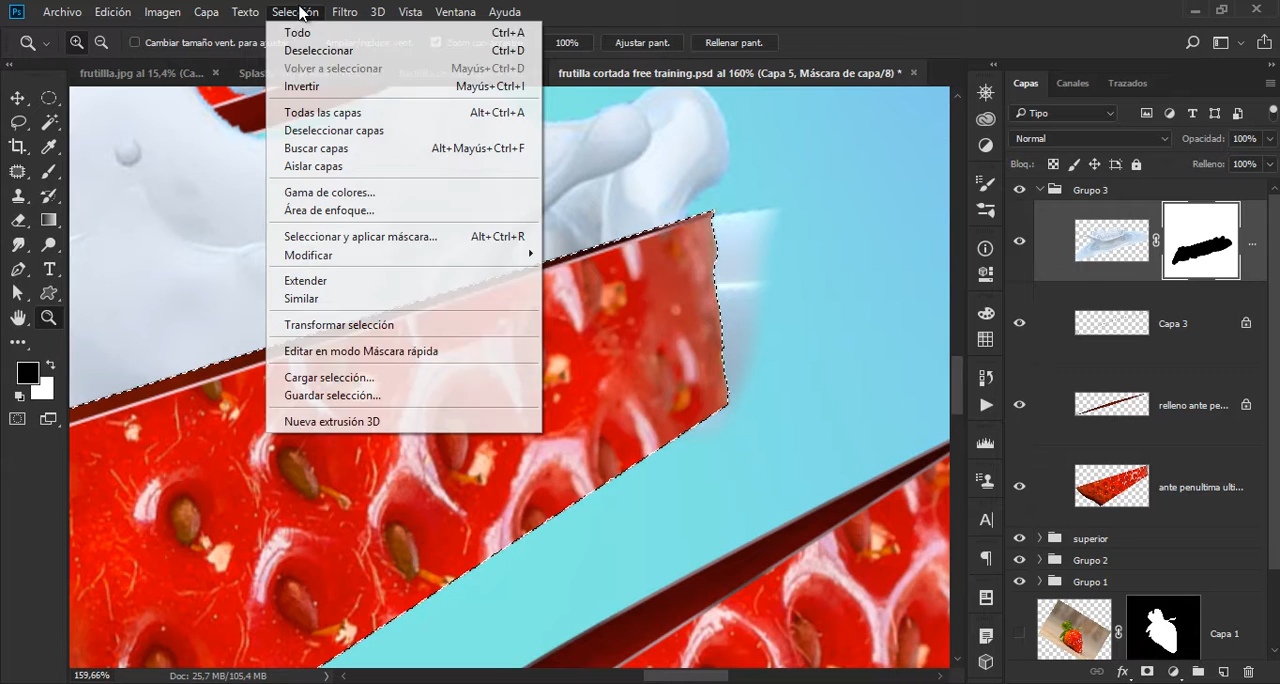 Ps Archivo Edición Imagen Capa Texto Selección Filtro 3D Vista Ventana Ayuda
Cambiar tamaño vent. para 100% Ajustar pant. Rellenar pant.
frutillla.jpg al 15,4% (Ca... × frutilla cortada free training.psd al 160% (Capa 5, Máscara de capa/8) * ×
Todo Ctrl+A
Deseleccionar Ctrl+D
Volver a seleccionar Mayús+Ctrl+D
Invertir Mayús+Ctrl+I
Todas las capas Alt+Ctrl+A
Deseleccionar capas
Buscar capas Alt+Mayús+Ctrl+F
Aislar capas
Gama de colores...
Área de enfoque...
Seleccionar y aplicar máscara... Alt+Ctrl+R
Modificar
Extender
Similar
Transformar selección
Editar en modo Máscara rápida
Cargar selección...
Guardar selección...
Nueva extrusión 3D
Capas Canales Trazados
Tipo
Normal Opacidad: 100%
Bloq.: Relleno: 100%
Grupo 3
...
Capa 3
relleno ante pe...
ante penultima ulti...
superior
Grupo 2
Grupo 1
Capa 1
159,66% Doc: 25,7 MB/105,4 MB